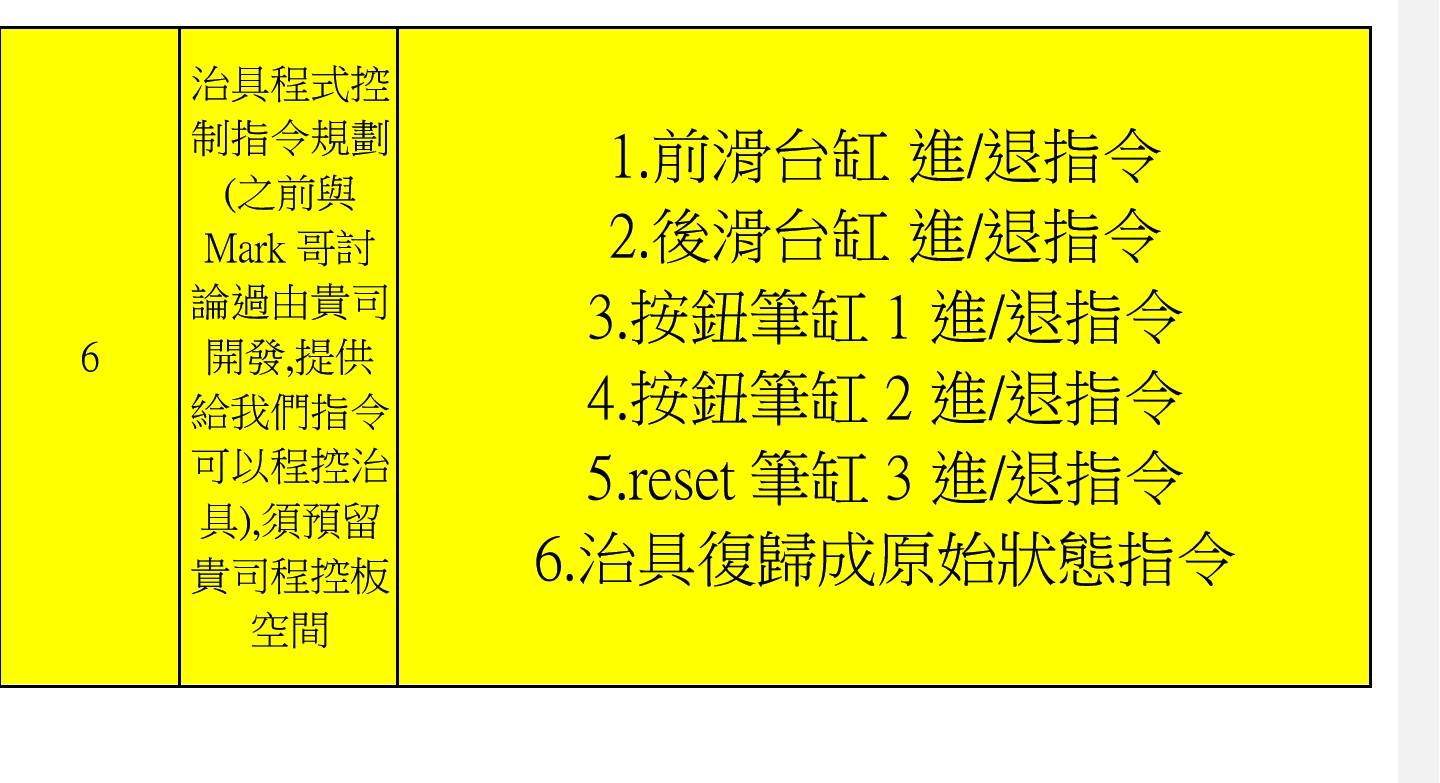 6
治具程式控
制指令規劃
(之前與
Mark 哥討
論過由貴司
開發,提供
給我們指令
可以程控治
具),須預留
貴司程控板
空間
1.前滑台缸 進/退指令
2.後滑台缸 進/退指令
3.按鈕筆缸 1 進/退指令
4.按鈕筆缸 2 進/退指令
5.reset 筆缸 3 進/退指令
6.治具復歸成原始狀態指令